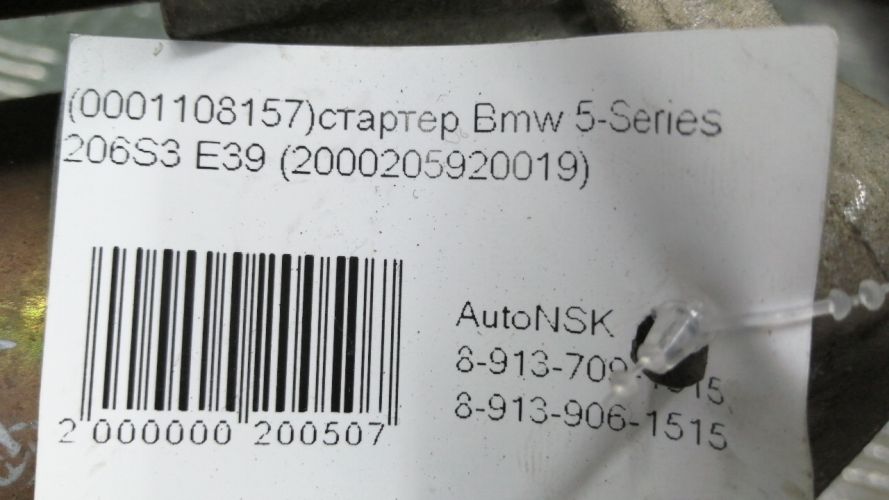 (0001108157)стартер Bmw 5-Series
206S3 E39 (2000205920019)
AutoNSK
8-913-906-1515
2 000000 200507